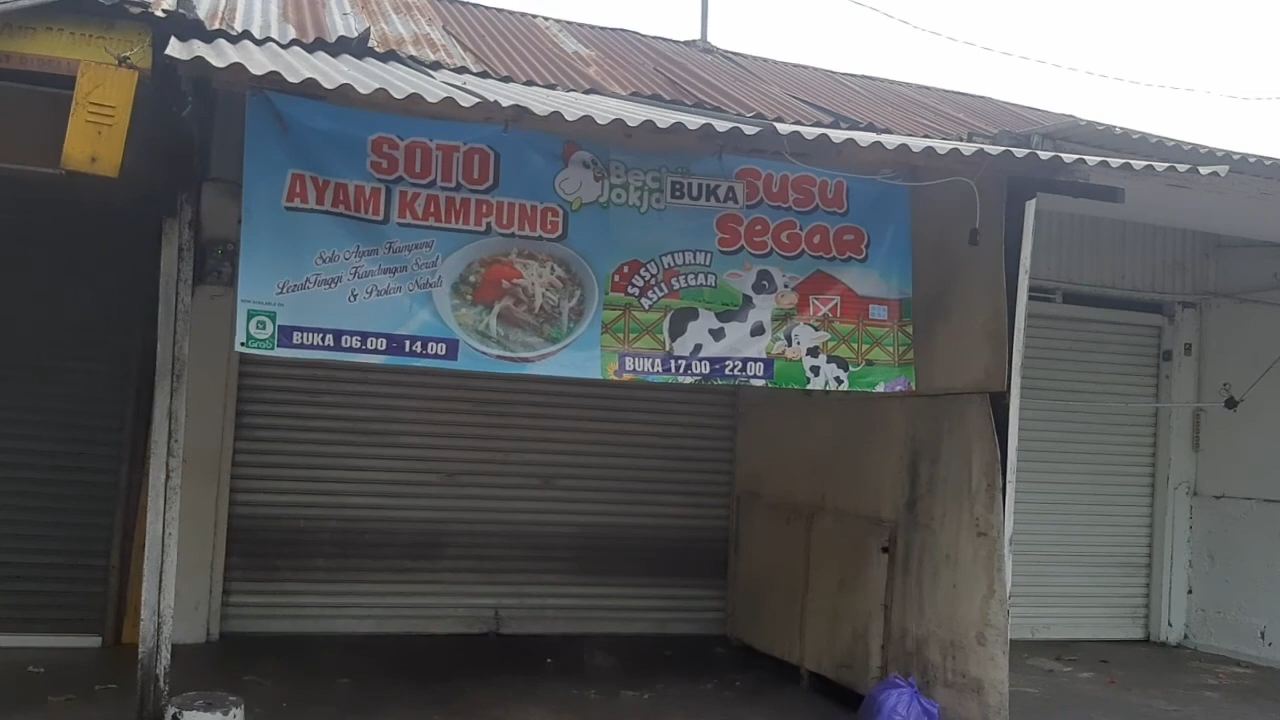 SOTO
AYAM KAMPUNG
Soto Ayam Kampung
Lezat Tinggi Kandungan Serat
& Protein Nabati
Grab
BUKA 06.00 - 14.00
Jokja
BUKA
SUSU
SEGAR
SUSU MURNI
ASLI SEGAR
BUKA 17.00 - 22.00